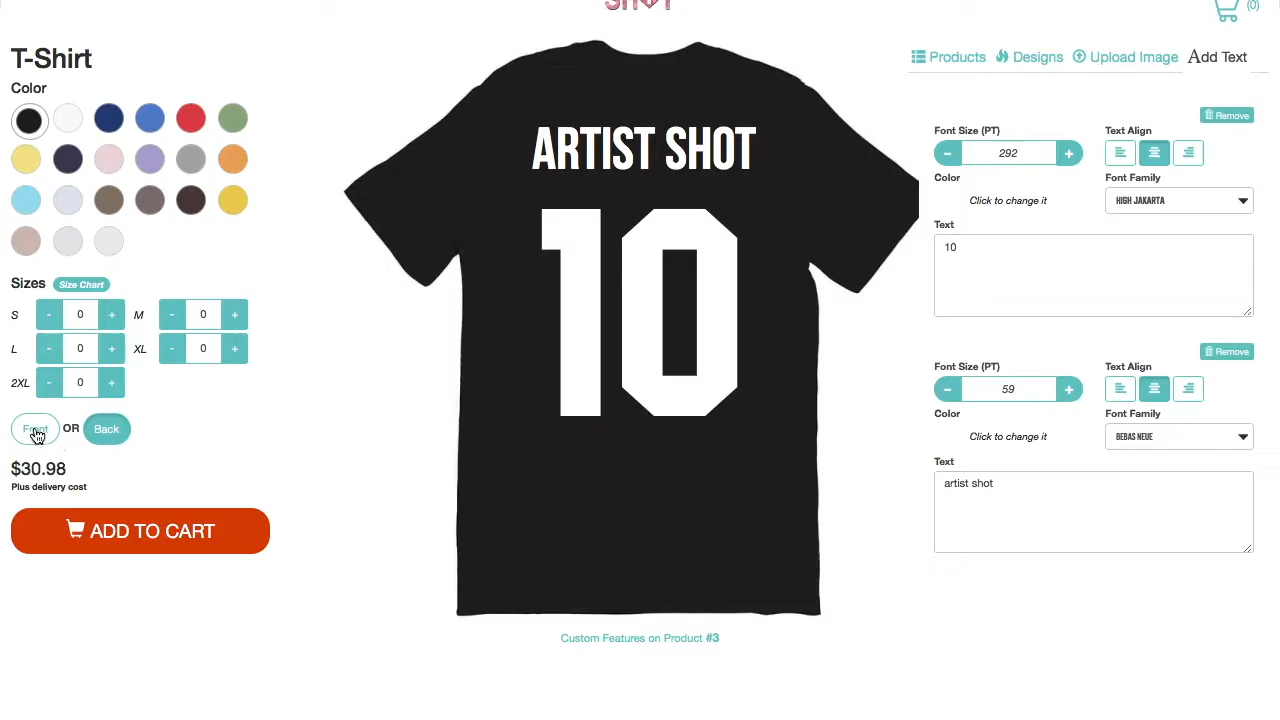 SHOT
(0)
T-Shirt
Color
Sizes Size Chart
S - 0 + M - 0 +
L - 0 + XL - 0 +
2XL - 0 +
Front OR Back
$30.98
Plus delivery cost
ADD TO CART
ARTIST SHOT
10
Custom Features on Product #3
Products Designs Upload Image Add Text
Remove
Font Size (PT) Text Align
- 292 +
Color Font Family
Click to change it HIGH JAKARTA
Text
10
Remove
Font Size (PT) Text Align
- 59 +
Color Font Family
Click to change it BEBAS NEUE
Text
artist shot